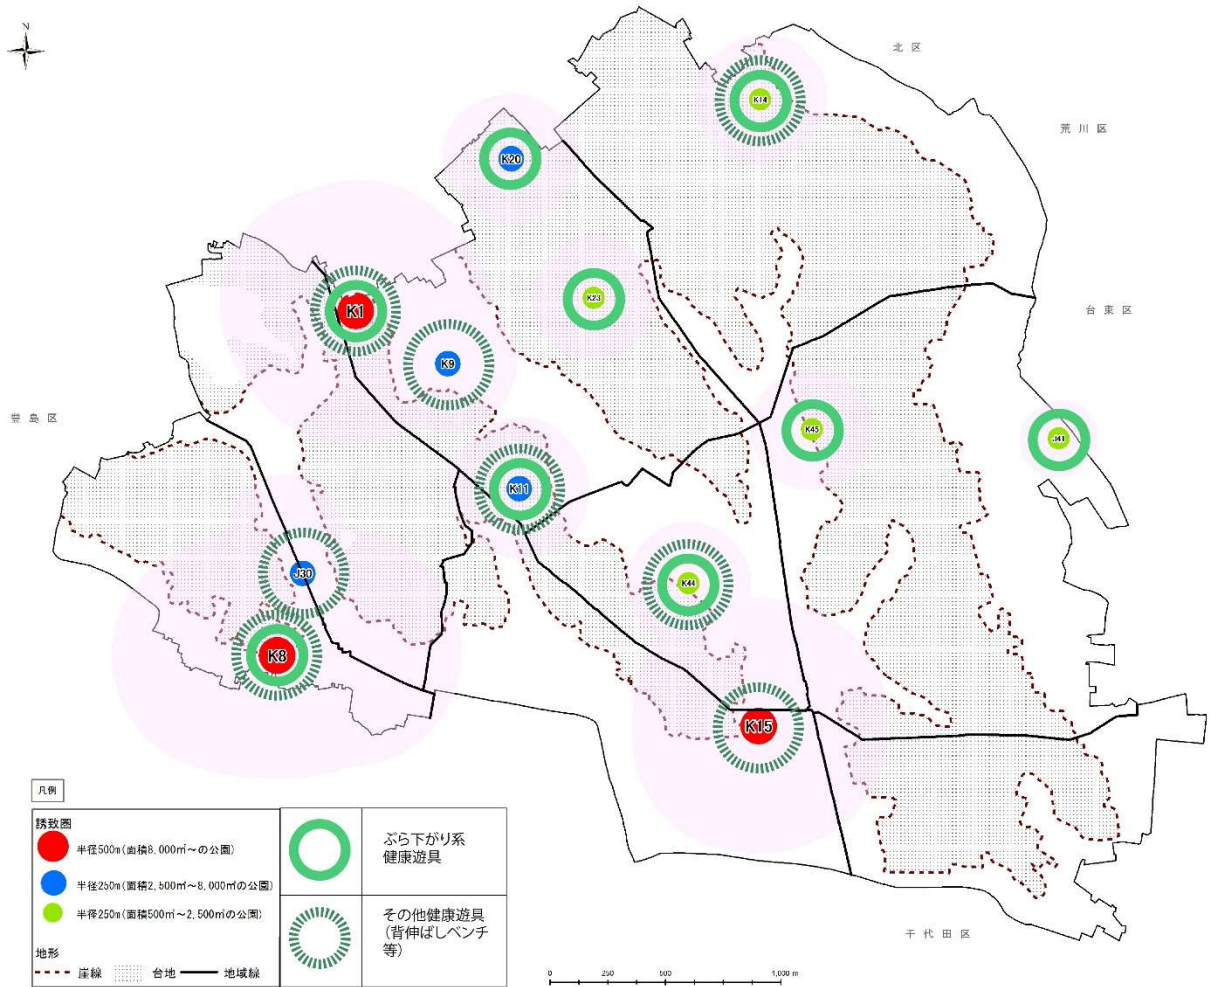 N
北区
荒川区
K14
K20
K23
台東区
K1
K9
豊島区
K45
J41
K11
J30
K44
K8
K15
凡例
誘致圏
半径500m(面積8,000㎡～の公園)
半径250m(面積2,500㎡～8,000㎡の公園)
半径250m(面積500㎡～2,500㎡の公園)
地形
崖線 台地 地域線
ぶら下がり系
健康遊具
その他健康遊具
(背伸ばしベンチ
等)
千代田区
0 250 500 1,000 m